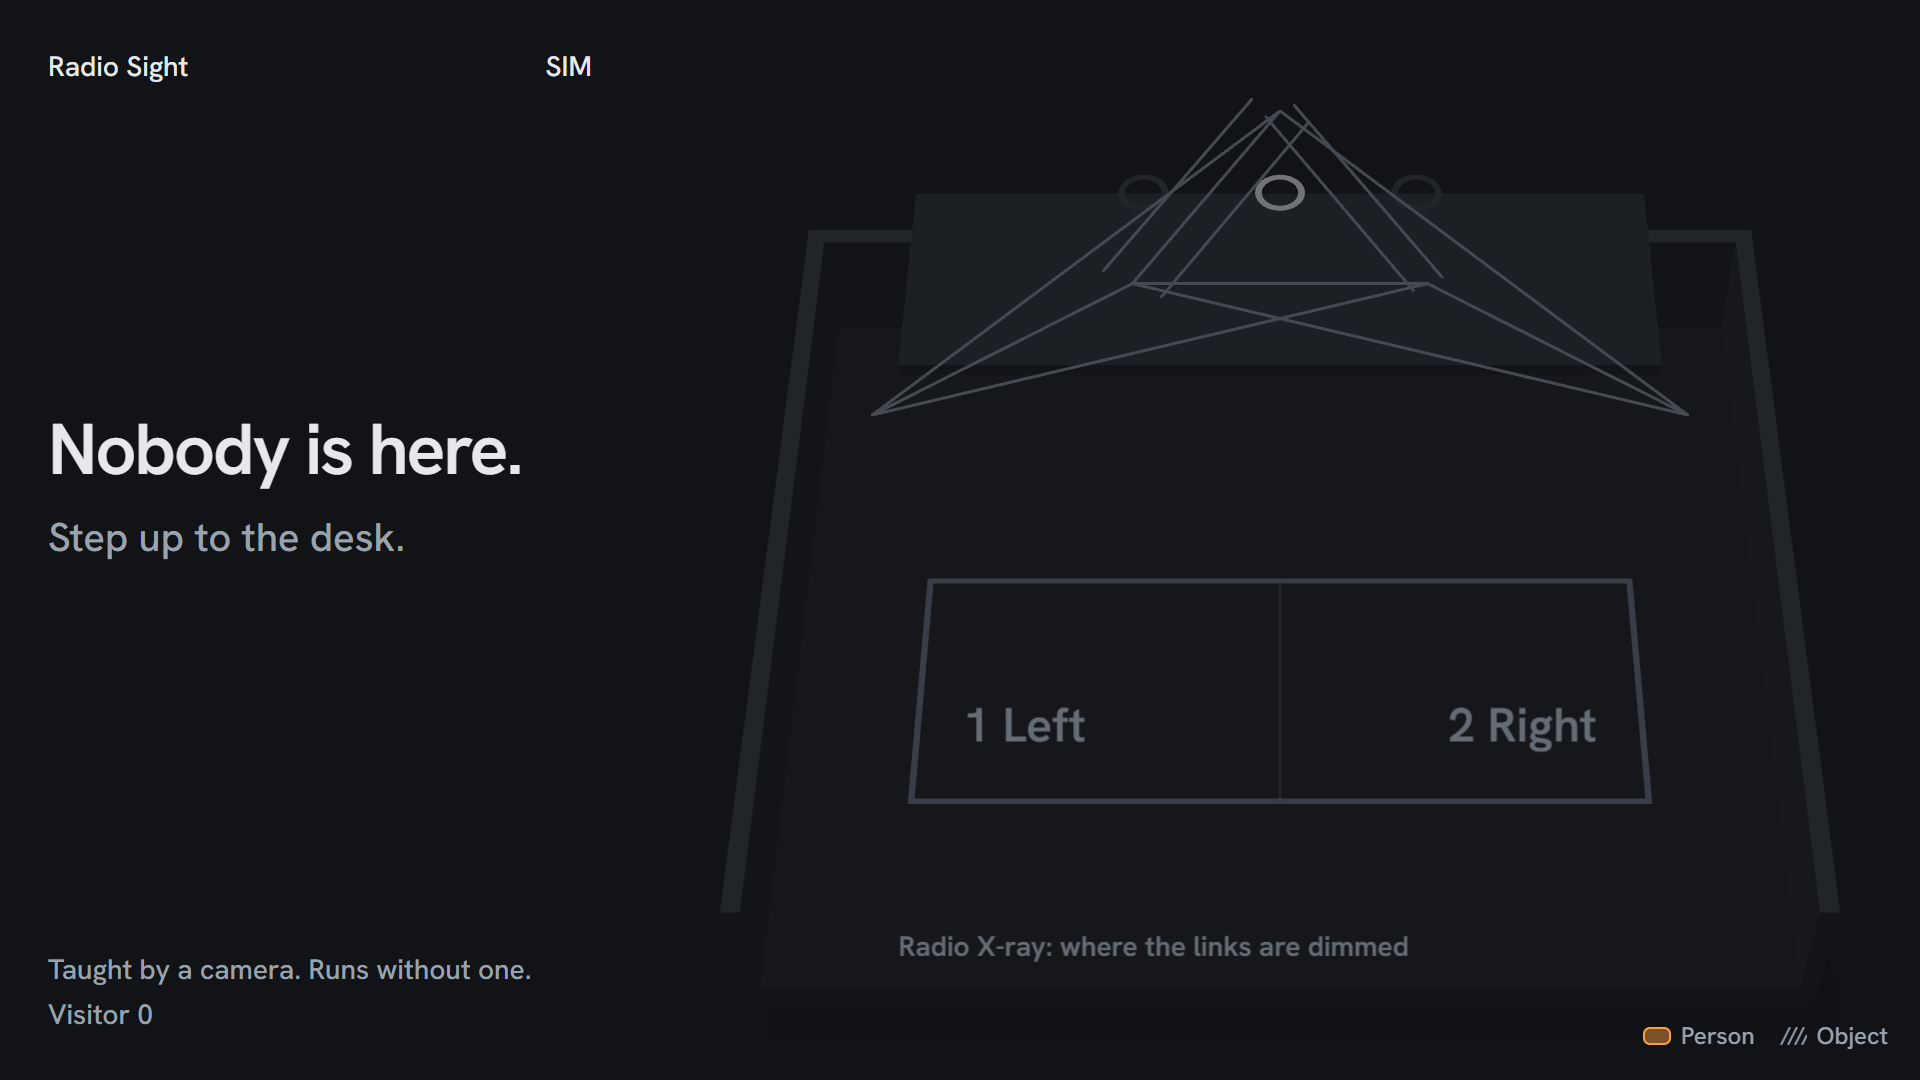 Radio Sight
SIM
Nobody is here.
Step up to the desk.
1 Left
2 Right
Radio X-ray: where the links are dimmed
Taught by a camera. Runs without one.
Visitor 0
Person
Object